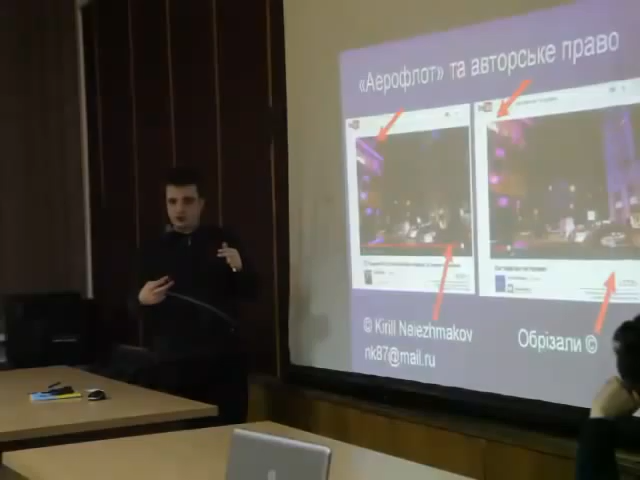 «Аерофлот» та авторське право
© Kirill Neiezhmakov
nk87@mail.ru
Обрізали ©